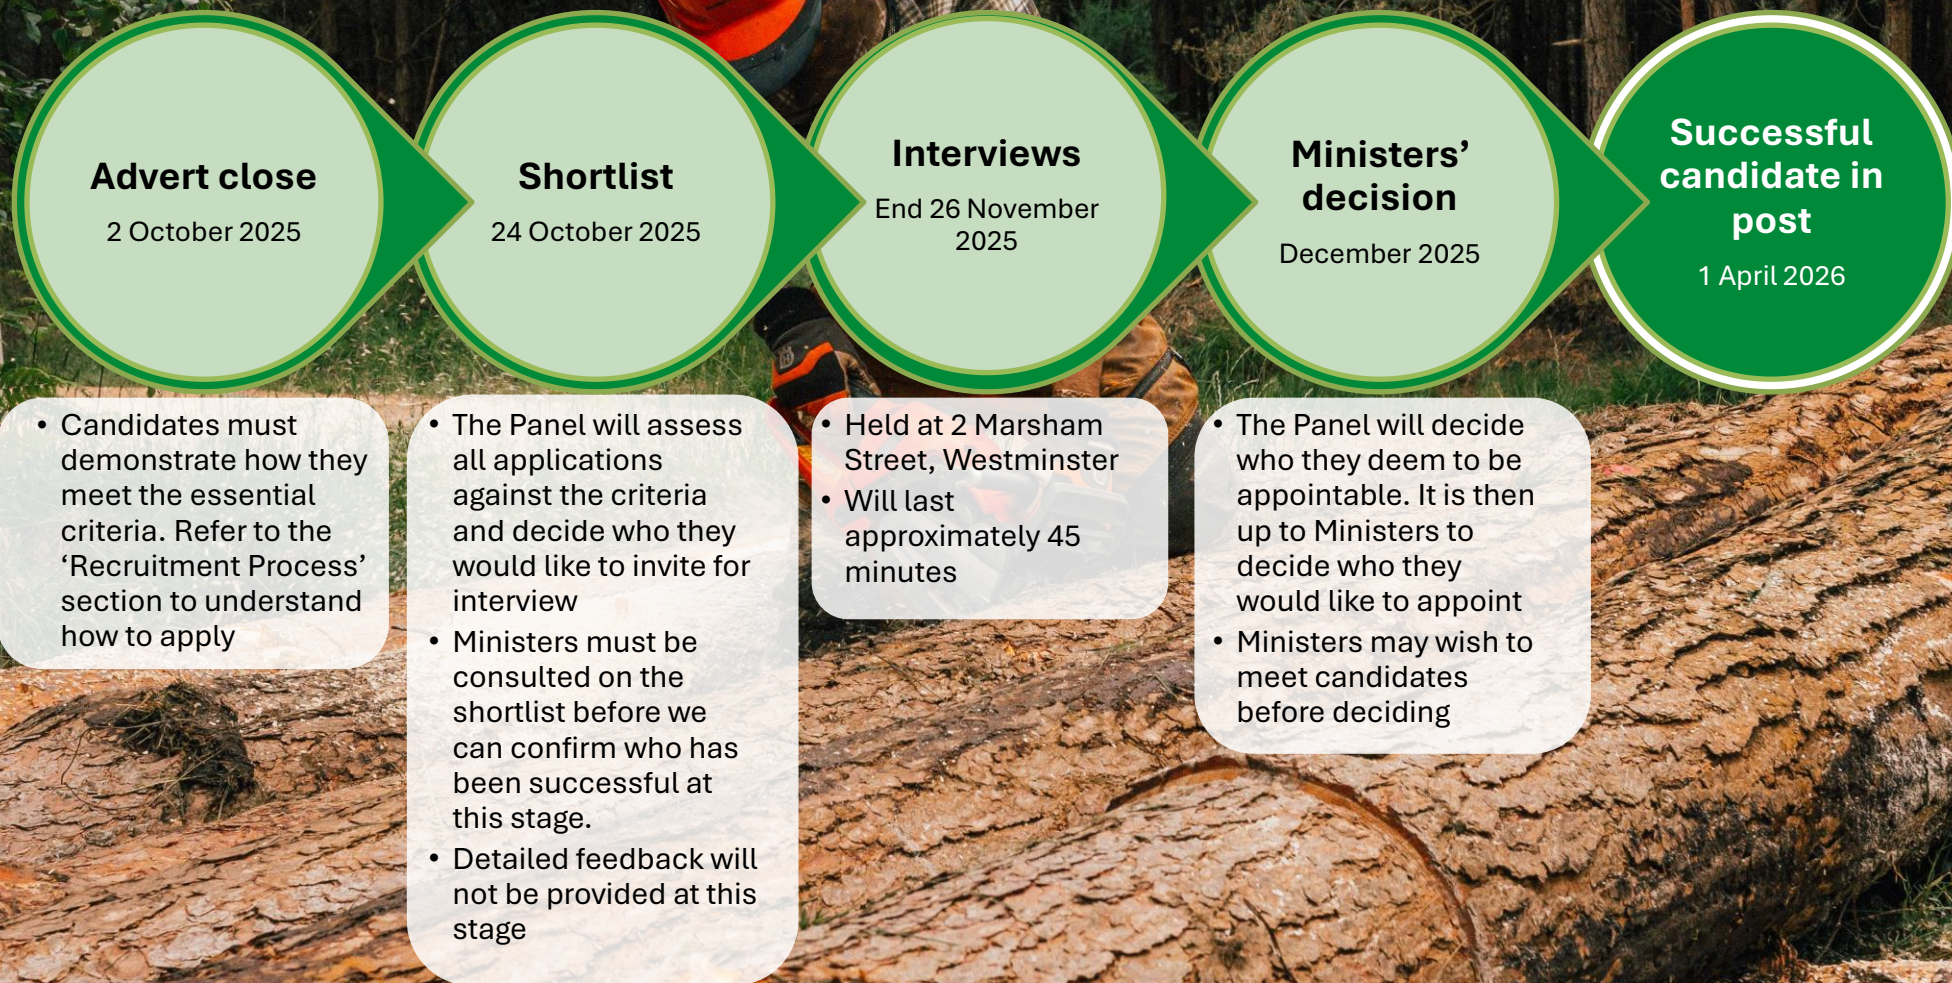 Advert close
2 October 2025
Shortlist
24 October 2025
Interviews
End 26 November
2025
Ministers’
decision
December 2025
Successful
candidate in
post
1 April 2026
• Candidates must
demonstrate how they
meet the essential
criteria. Refer to the
‘Recruitment Process’
section to understand
how to apply
• The Panel will assess
all applications
against the criteria
and decide who they
would like to invite for
interview
• Ministers must be
consulted on the
shortlist before we
can confirm who has
been successful at
this stage.
• Detailed feedback will
not be provided at this
stage
• Held at 2 Marsham
Street, Westminster
• Will last
approximately 45
minutes
• The Panel will decide
who they deem to be
appointable. It is then
up to Ministers to
decide who they
would like to appoint
• Ministers may wish to
meet candidates
before deciding